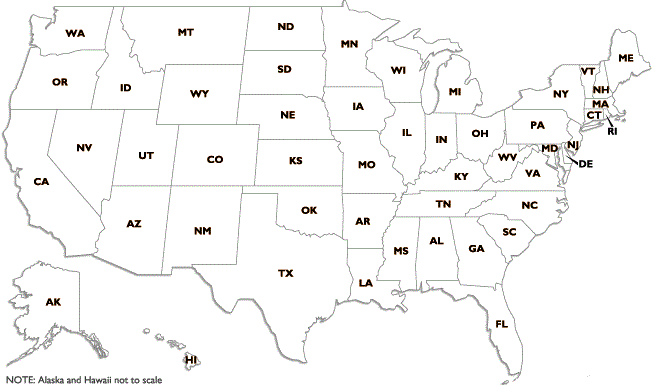 WA
MT
ND
MN
ME
VT
NH
OR
ID
SD
WI
MI
NY
MA
CT
RI
WY
IA
NE
PA
NJ
NV
UT
CO
KS
MO
IL
IN
OH
MD
DE
WV
VA
KY
CA
AZ
NM
OK
AR
TN
NC
SC
TX
LA
MS
AL
GA
FL
AK
HI
NOTE: Alaska and Hawaii not to scale